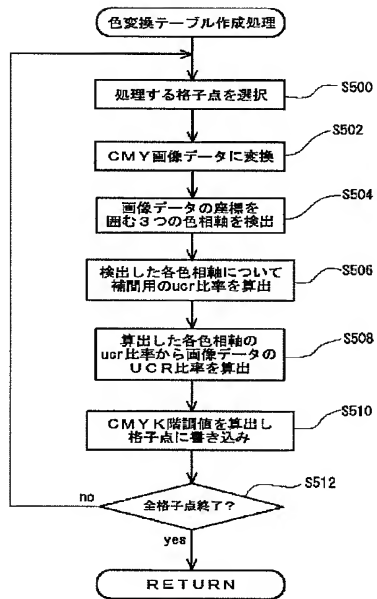 色変換テーブル作成処理
S500
処理する格子点を選択
S502
CMY画像データに変換
S504
画像データの座標を
囲む3つの色相軸を検出
S506
検出した各色相軸について
補間用のucr比率を算出
S508
算出した各色相軸の
ucr比率から画像データの
UCR比率を算出
S510
CMYK階調値を算出し
格子点に書き込み
S512
no
全格子点終了?
yes
RETURN